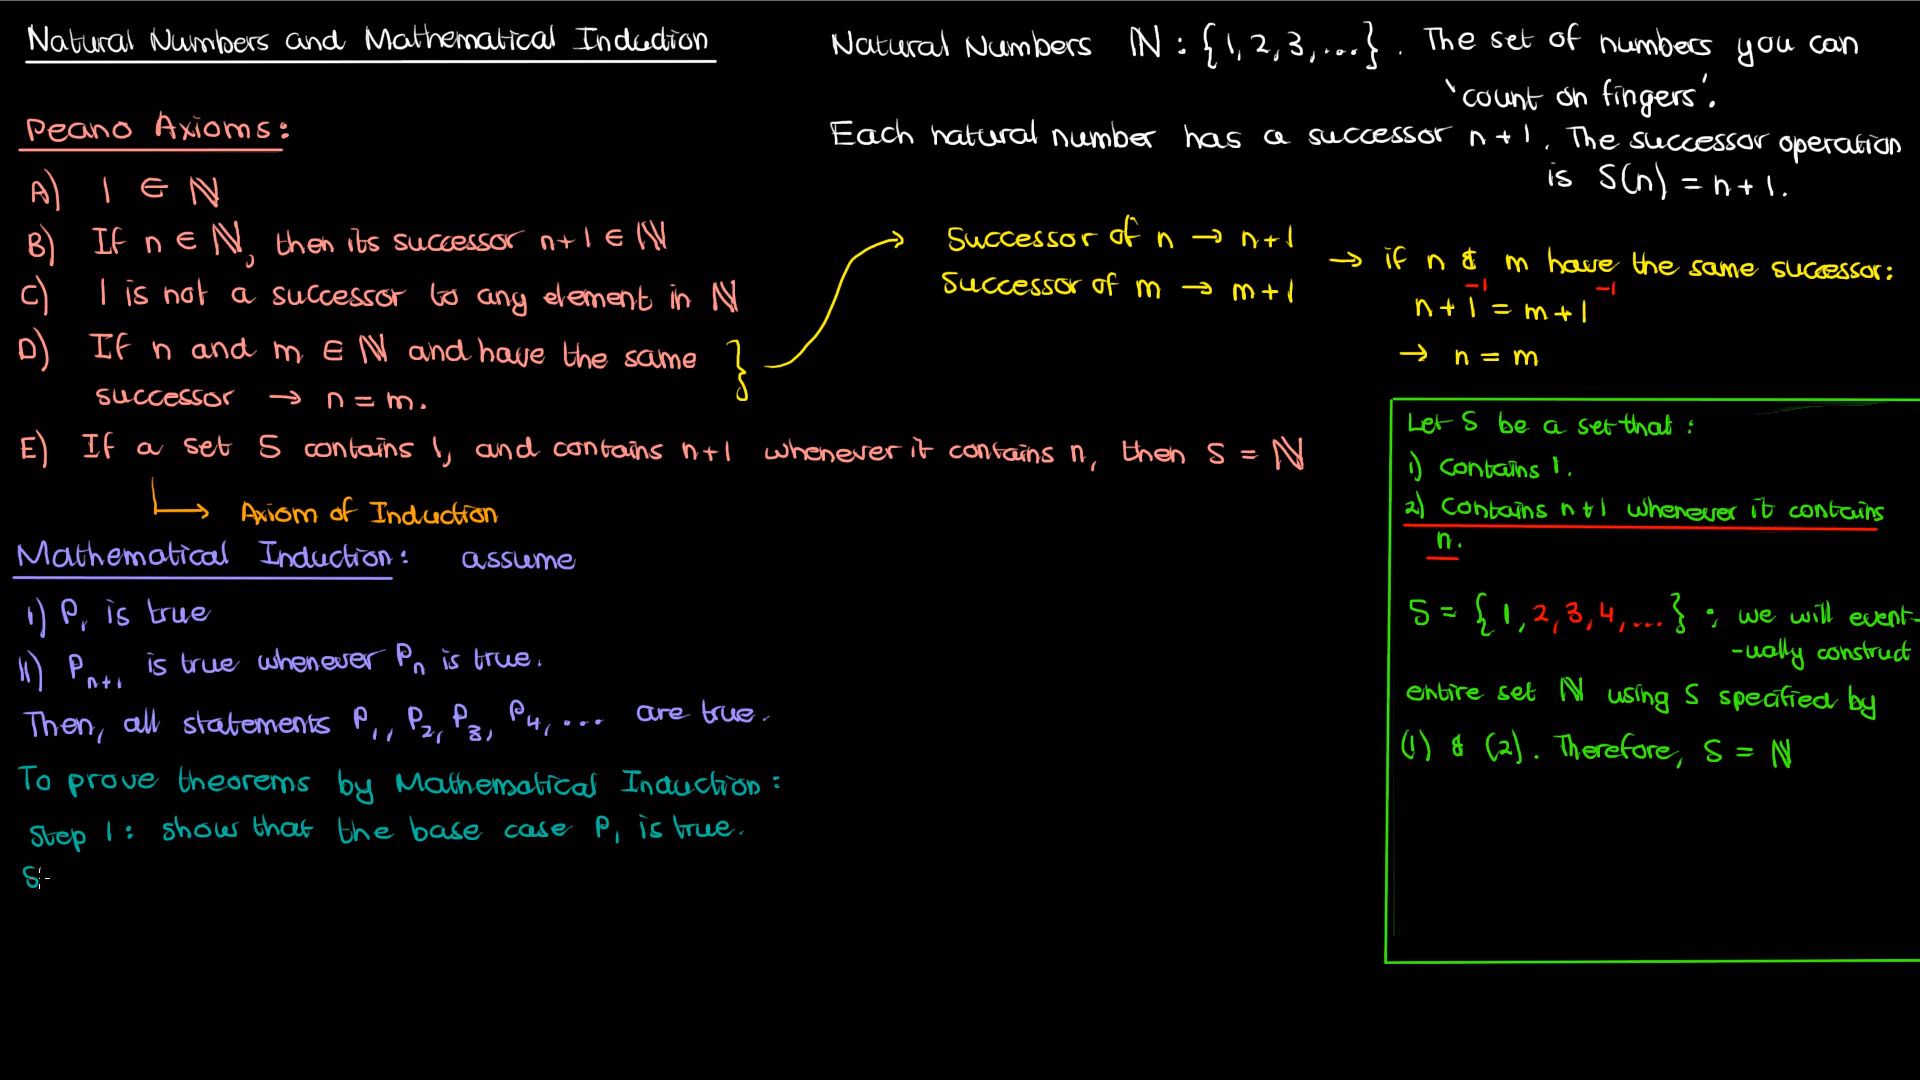 Natural Numbers and Mathematical Induction
Natural Numbers ℕ : {1, 2, 3, ...}. The set of numbers you can
'count on fingers'.
Each natural number has a successor n + 1. The successor operation
is S(n) = n + 1.
Peano Axioms:
A) 1 ∈ ℕ
B) If n ∈ ℕ, then its successor n+1 ∈ ℕ
C) 1 is not a successor to any element in ℕ
D) If n and m ∈ ℕ and have the same
successor → n = m.
E) If a set S contains 1, and contains n+1 whenever it contains n, then S = ℕ
Axiom of Induction
Successor of n → n+1
Successor of m → m+1
→ if n & m have the same successor:
-1 -1
n + 1 = m + 1
→ n = m
Mathematical Induction: assume
i) P₁ is true
ii) Pₙ₊₁ is true whenever Pₙ is true.
Then, all statements P₁, P₂, P₃, P₄, ... are true.
To prove theorems by Mathematical Induction:
Step 1: show that the base case P₁ is true.
S
Let S be a set that:
1) Contains 1.
2) Contains n+1 whenever it contains
n.
S = {1, 2, 3, 4, ...} ; we will event-
-ually construct
entire set ℕ using S specified by
(1) & (2). Therefore, S = ℕ